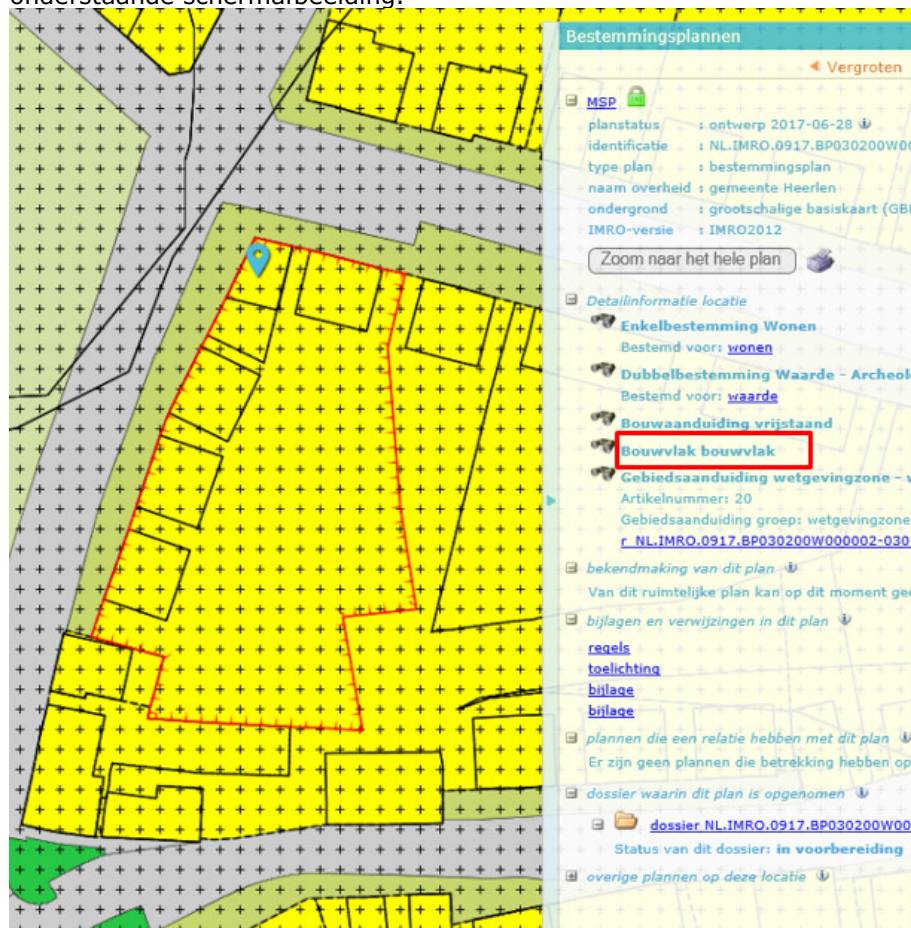 onderstaande schermafbeelding.
Bestemmingsplannen
Vergroten
MSP
planstatus : ontwerp 2017-06-28
identificatie : NL.IMRO.0917.BP030200W00
type plan : bestemmingsplan
naam overheid : gemeente Heerlen
ondergrond : grootschalige basiskaart (GB
IMRO-versie : IMRO2012
Zoom naar het hele plan
Detailinformatie locatie
Enkelbestemming Wonen
Bestemd voor: wonen
Dubbelbestemming Waarde - Archeol
Bestemd voor: waarde
Bouwaanduiding vrijstaand
Bouwvlak bouwvlak
Gebiedsaanduiding wetgevingzone - w
Artikelnummer: 20
Gebiedsaanduiding groep: wetgevingzone
r_NL.IMRO.0917.BP030200W000002-030
bekendmaking van dit plan
Van dit ruimtelijke plan kan op dit moment gee
bijlagen en verwijzingen in dit plan
regels
toelichting
bijlage
bijlage
plannen die een relatie hebben met dit plan
Er zijn geen plannen die betrekking hebben op
dossier waarin dit plan is opgenomen
dossier NL.IMRO.0917.BP030200W00
Status van dit dossier: in voorbereiding
overige plannen op deze locatie